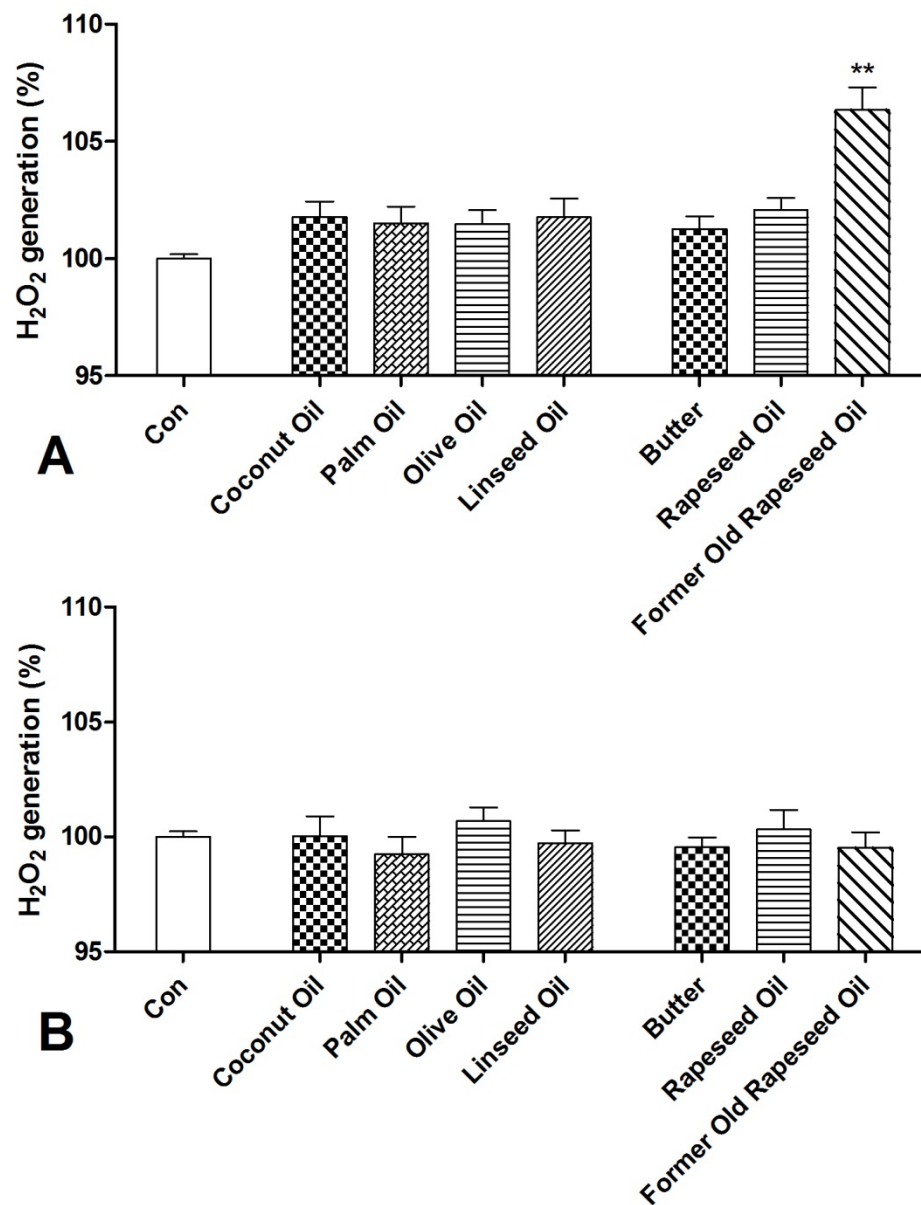 110
105
100
95
H₂O₂ generation (%)
**
Con
Coconut Oil
Palm Oil
Olive Oil
Linseed Oil
Butter
Rapeseed Oil
Former Old Rapeseed Oil
A
110
105
100
95
H₂O₂ generation (%)
Con
Coconut Oil
Palm Oil
Olive Oil
Linseed Oil
Butter
Rapeseed Oil
Former Old Rapeseed Oil
B